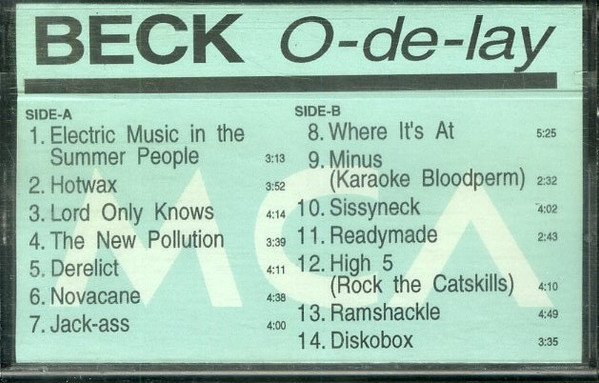 BECK O-de-lay
SIDE-A
1. Electric Music in the
Summer People 3:13
2. Hotwax 3:52
3. Lord Only Knows 4:14
4. The New Pollution 3:39
5. Derelict 4:11
6. Novacane 4:38
7. Jack-ass 4:00
SIDE-B
8. Where It's At 5:25
9. Minus
(Karaoke Bloodperm) 2:32
10. Sissyneck 4:02
11. Readymade 2:43
12. High 5
(Rock the Catskills) 4:10
13. Ramshackle 4:49
14. Diskobox 3:35
MCA